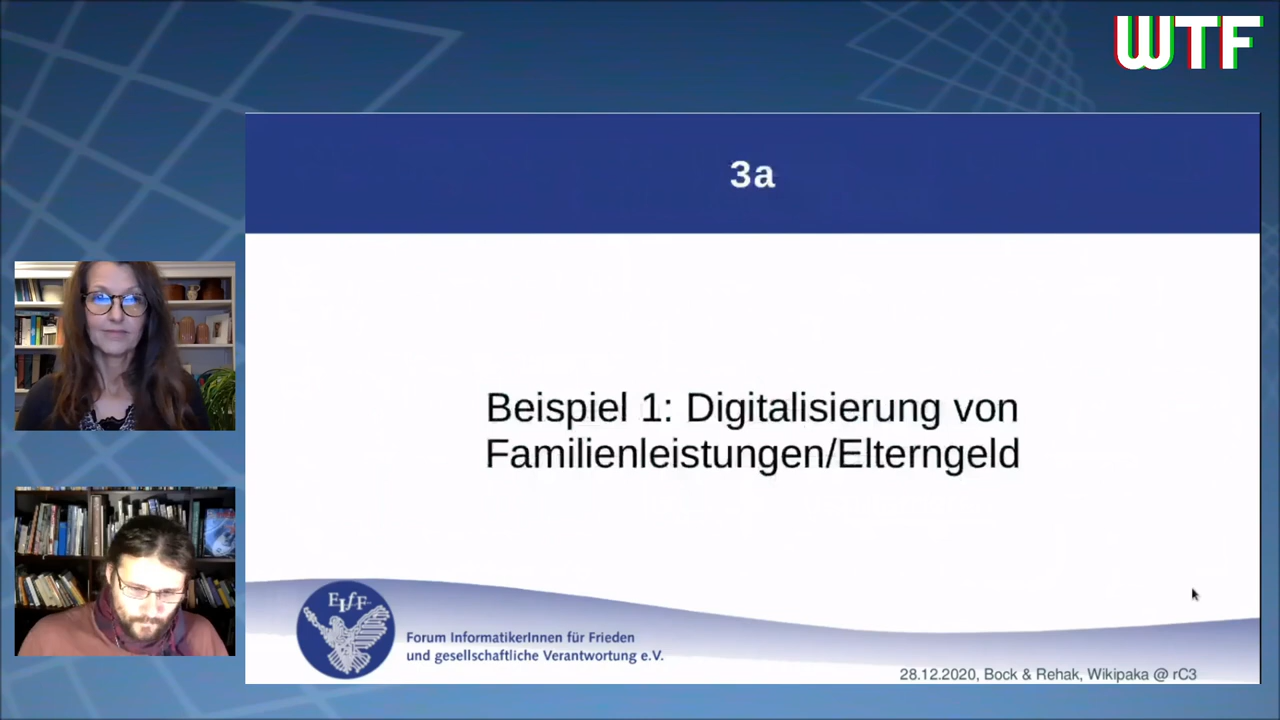 WTF
3a
Beispiel 1: Digitalisierung von
Familienleistungen/Elterngeld
FIfF
Forum InformatikerInnen für Frieden
und gesellschaftliche Verantwortung e.V.
28.12.2020, Bock & Rehak, Wikipaka @ rC3